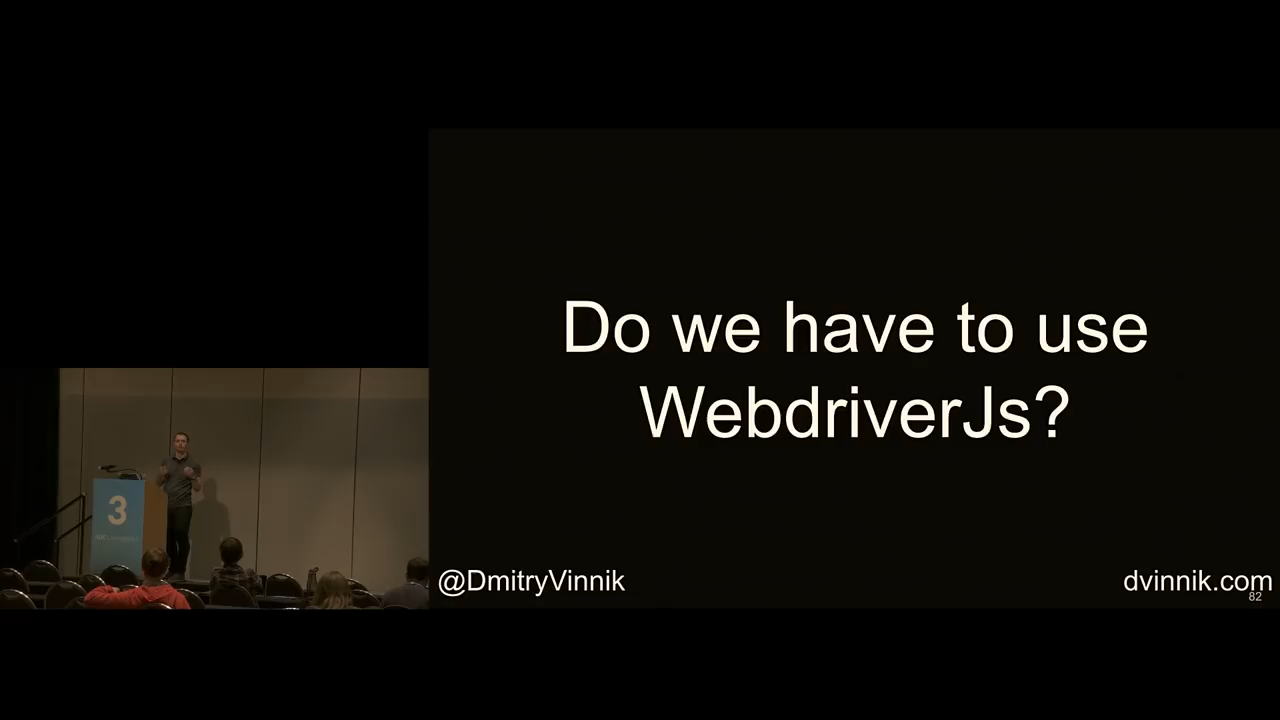 Do we have to use
WebdriverJs?
@DmitryVinnik
dvinnik.com
82
3